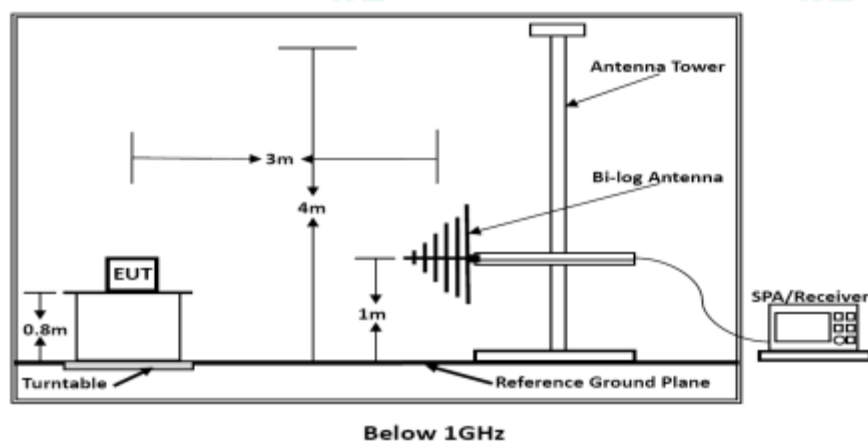 Antenna Tower
3m
Bi-log Antenna
4m
EUT
1m
0.8m
SPA/Receiver
Turntable
Reference Ground Plane
Below 1GHz